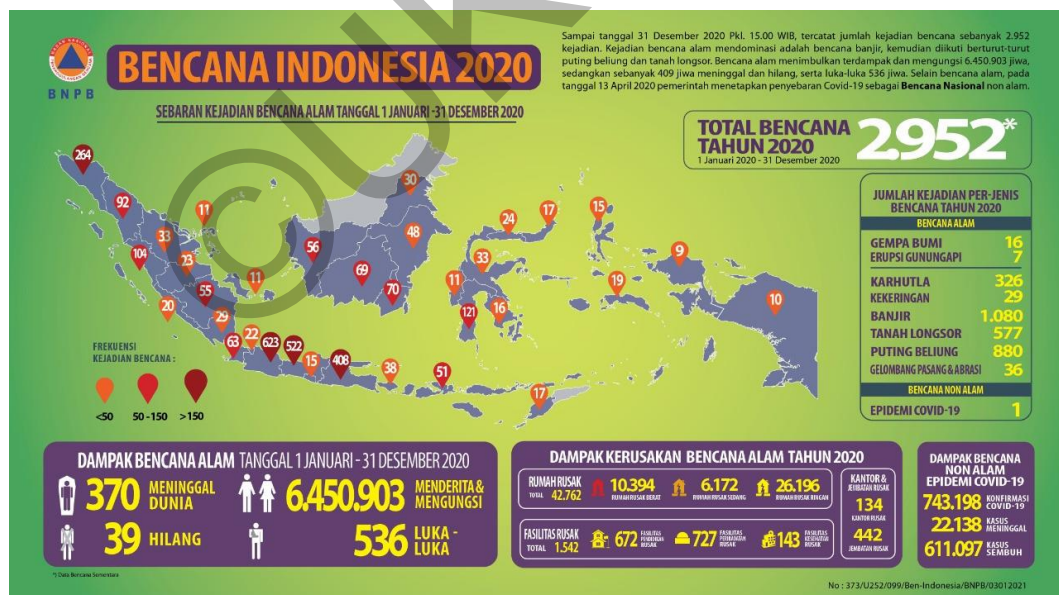 BNPB
BENCANA INDONESIA 2020
SEBARAN KEJADIAN BENCANA ALAM TANGGAL 1 JANUARI -31 DESEMBER 2020
Sampai tanggal 31 Desember 2020 Pkl. 15.00 WIB, tercatat jumlah kejadian bencana sebanyak 2.952
kejadian. Kejadian bencana alam mendominasi adalah bencana banjir, kemudian diikuti berturut-turut
puting beliung dan tanah longsor. Bencana alam menimbulkan terdampak dan mengungsi 6.450.903 jiwa,
sedangkan sebanyak 409 jiwa meninggal dan hilang, serta luka-luka 536 jiwa. Selain bencana alam, pada
tanggal 13 April 2020 pemerintah menetapkan penyebaran Covid-19 sebagai Bencana Nasional non alam.
TOTAL BENCANA
TAHUN 2020
1 Januari 2020 - 31 Desember 2020
2.952*
264
92
11
33
104
23
11
55
20
29
63
22
623
522
15
408
38
51
17
30
56
48
69
70
24
17
15
33
11
121
16
19
9
10
FREKUENSI
KEJADIAN BENCANA :
<50 50 -150 >150
JUMLAH KEJADIAN PER-JENIS
BENCANA TAHUN 2020
BENCANA ALAM
GEMPA BUMI 16
ERUPSI GUNUNGAPI 7
KARHUTLA 326
KEKERINGAN 29
BANJIR 1.080
TANAH LONGSOR 577
PUTING BELIUNG 880
GELOMBANG PASANG & ABRASI 36
BENCANA NON ALAM
EPIDEMI COVID-19 1
DAMPAK BENCANA ALAM TANGGAL 1 JANUARI - 31 DESEMBER 2020
370 MENINGGAL DUNIA
6.450.903 MENDERITA & MENGUNGSI
39 HILANG
536 LUKA - LUKA
DAMPAK KERUSAKAN BENCANA ALAM TAHUN 2020
RUMAH RUSAK
TOTAL 42.762
10.394 RUMAH RUSAK BERAT
6.172 RUMAH RUSAK SEDANG
26.196 RUMAH RUSAK RINGAN
FASILITAS RUSAK
TOTAL 1.542
672 FASILITAS PENDIDIKAN RUSAK
727 FASILITAS PERIBADATAN RUSAK
143 FASILITAS KESEHATAN RUSAK
KANTOR &
JEMBATAN RUSAK
134
KANTOR RUSAK
442
JEMBATAN RUSAK
DAMPAK BENCANA
NON ALAM
EPIDEMI COVID-19
743.198 KONFIRMASI COVID-19
22.138 KASUS MENINGGAL
611.097 KASUS SEMBUH
*) Data Bencana Sementara
No : 373/U252/099/Ben-Indonesia/BNPB/03012021